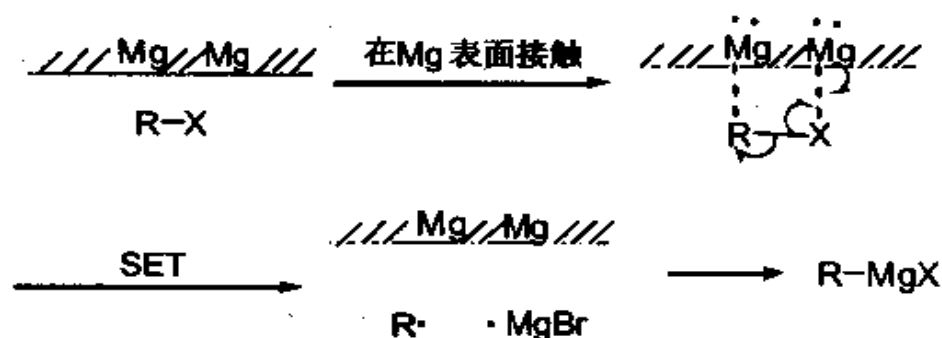 Mg Mg
在Mg 表面接触
Mg Mg
R-X
R X
SET
Mg Mg
R· ·MgBr
R-MgX